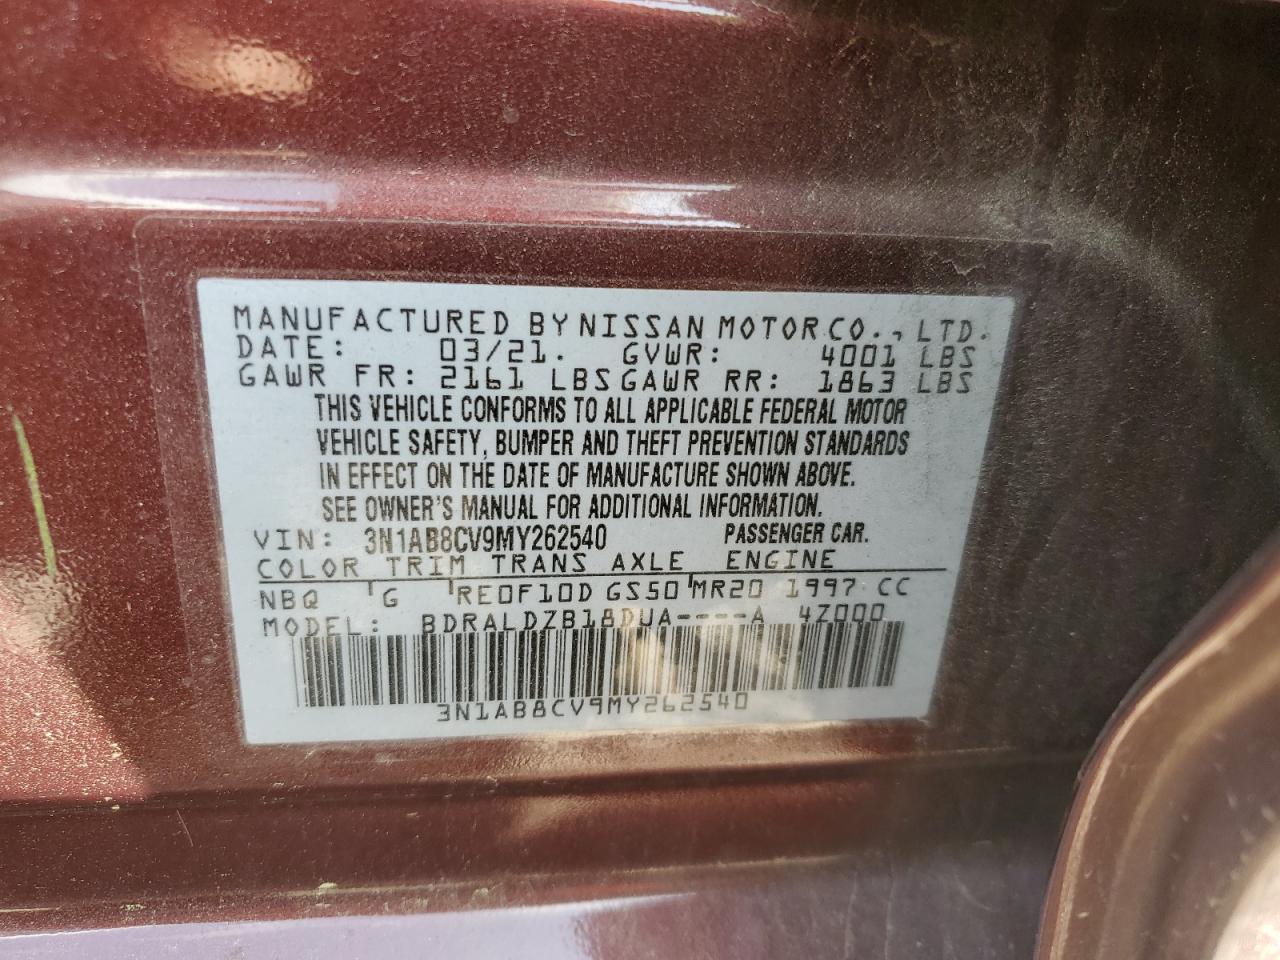 MANUFACTURED BY NISSAN MOTOR CO., LTD.
DATE: 03/21. GVWR: 4001 LBS
GAWR FR: 2161 LBS GAWR RR: 1863 LBS
THIS VEHICLE CONFORMS TO ALL APPLICABLE FEDERAL MOTOR
VEHICLE SAFETY, BUMPER AND THEFT PREVENTION STANDARDS
IN EFFECT ON THE DATE OF MANUFACTURE SHOWN ABOVE.
SEE OWNER'S MANUAL FOR ADDITIONAL INFORMATION.
VIN: 3N1AB8CV9MY262540 PASSENGER CAR.
COLOR TRIM TRANS AXLE ENGINE
NBQ G RE0F10D GS50 MR20 1997 CC
MODEL: BDRALDZB18DUA----A 4Z000
3N1AB8CV9MY262540